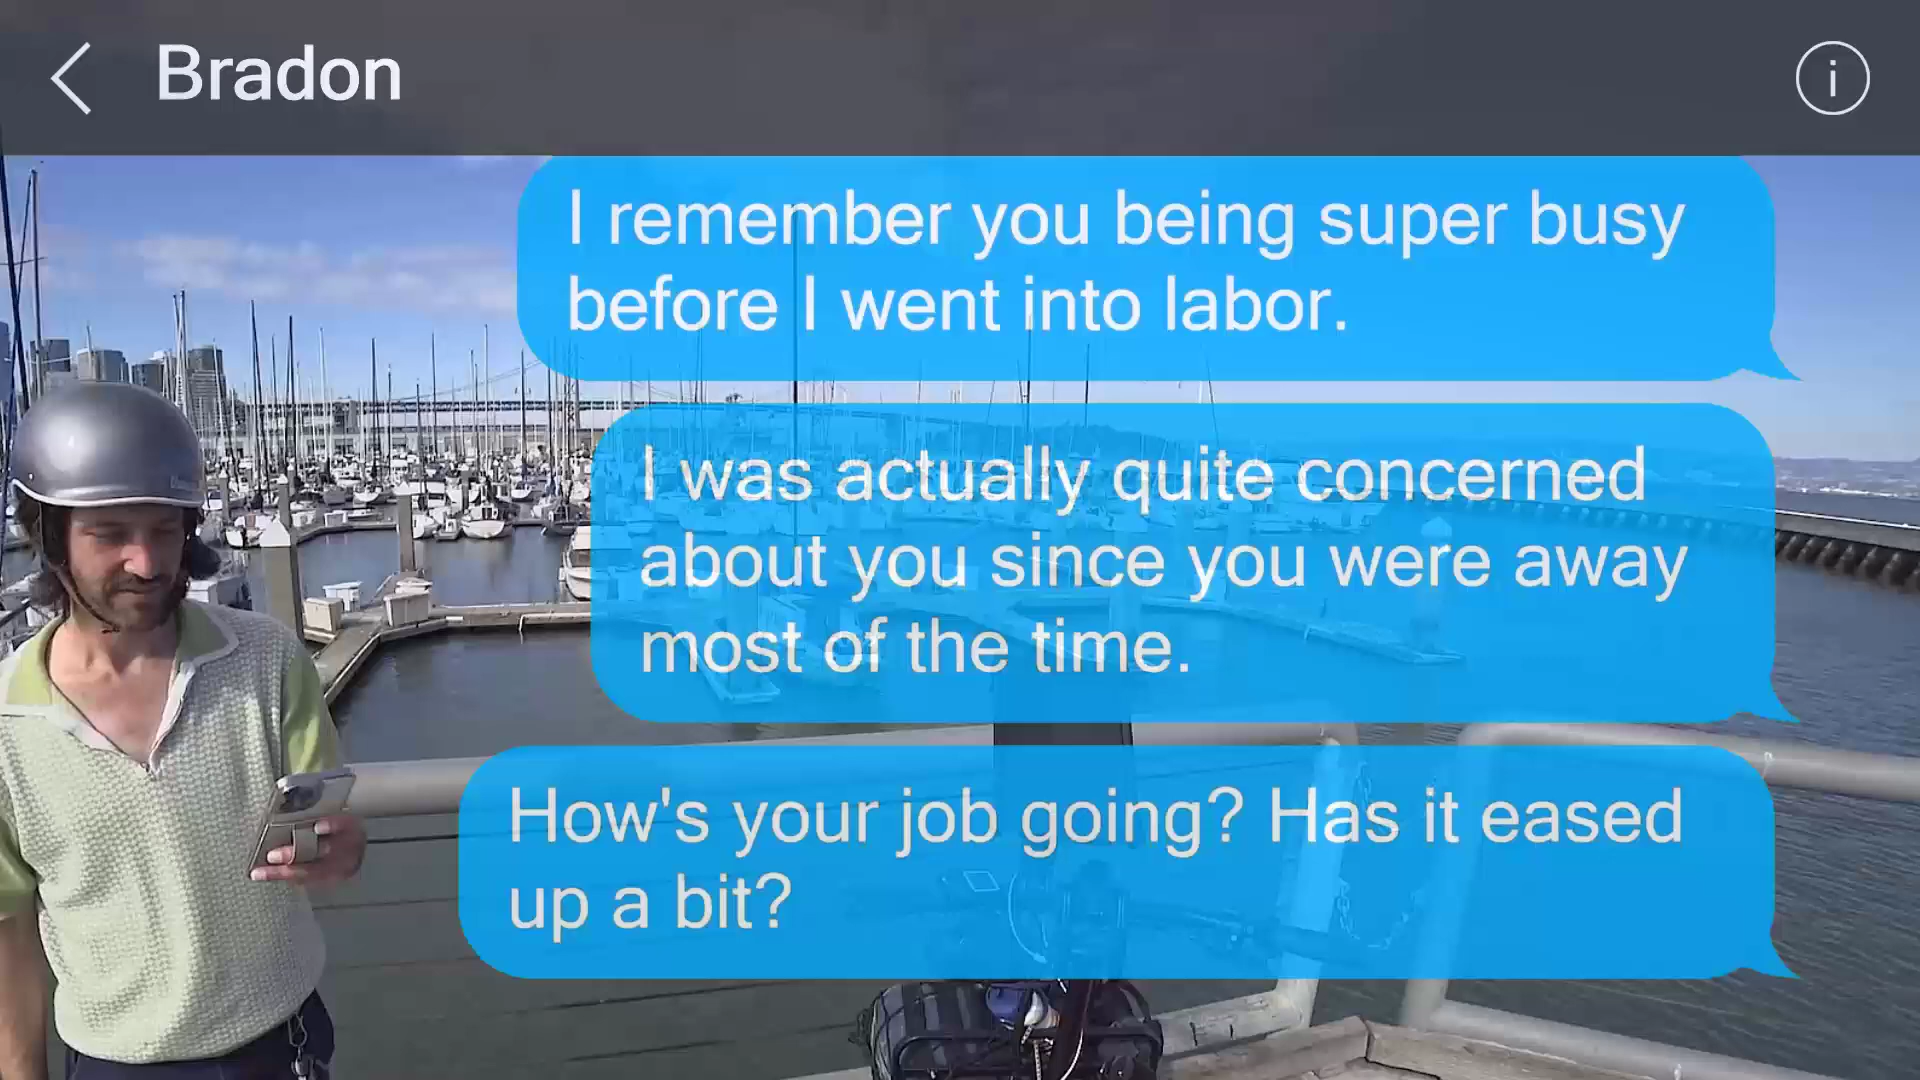 Bradon
I remember you being super busy
before I went into labor.
I was actually quite concerned
about you since you were away
most of the time.
How's your job going? Has it eased
up a bit?